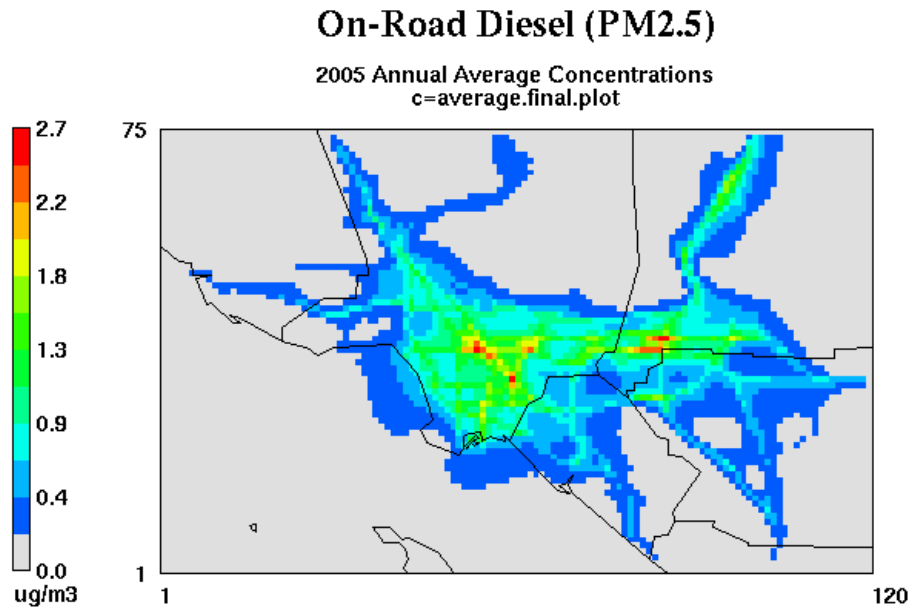 On-Road Diesel (PM2.5)
2005 Annual Average Concentrations
c=average.final.plot
2.7
2.2
1.8
1.3
0.9
0.4
0.0
ug/m3
75
1
1
120